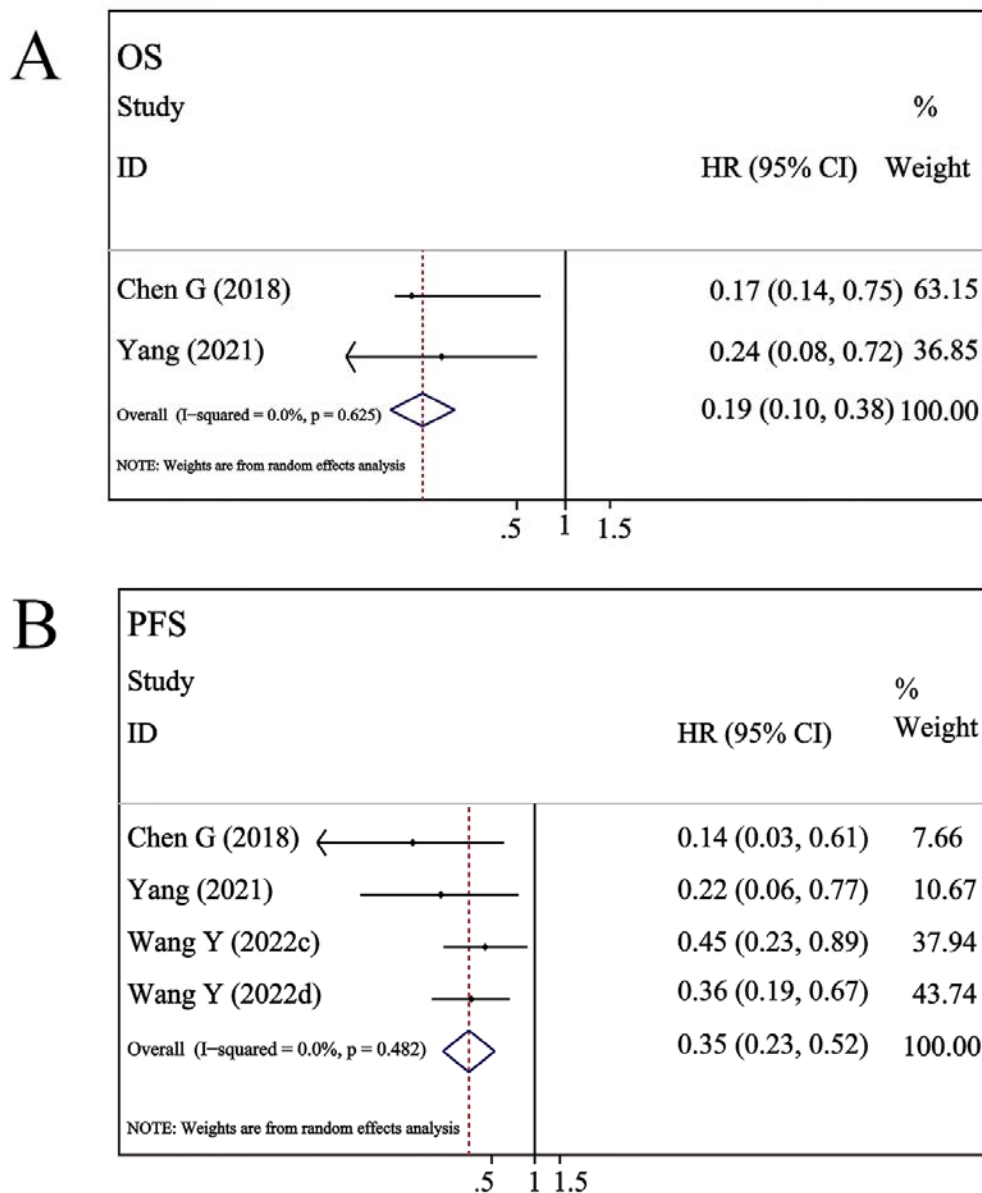 A
OS
Study %
ID HR (95% CI) Weight
Chen G (2018) 0.17 (0.14, 0.75) 63.15
Yang (2021) 0.24 (0.08, 0.72) 36.85
Overall (I-squared = 0.0%, p = 0.625) 0.19 (0.10, 0.38) 100.00
NOTE: Weights are from random effects analysis
.5 1 1.5
B
PFS
Study %
ID HR (95% CI) Weight
Chen G (2018) 0.14 (0.03, 0.61) 7.66
Yang (2021) 0.22 (0.06, 0.77) 10.67
Wang Y (2022c) 0.45 (0.23, 0.89) 37.94
Wang Y (2022d) 0.36 (0.19, 0.67) 43.74
Overall (I-squared = 0.0%, p = 0.482) 0.35 (0.23, 0.52) 100.00
NOTE: Weights are from random effects analysis
.5 1 1.5